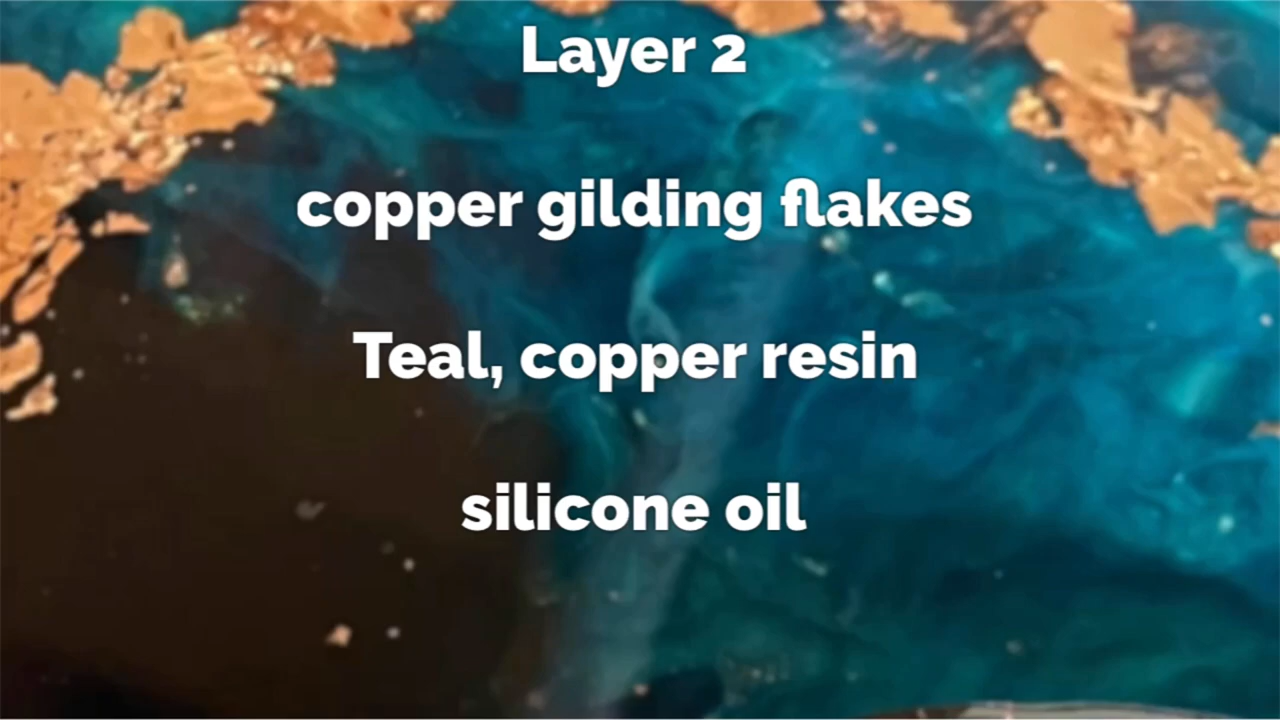 Layer 2
copper gilding flakes
Teal, copper resin
silicone oil